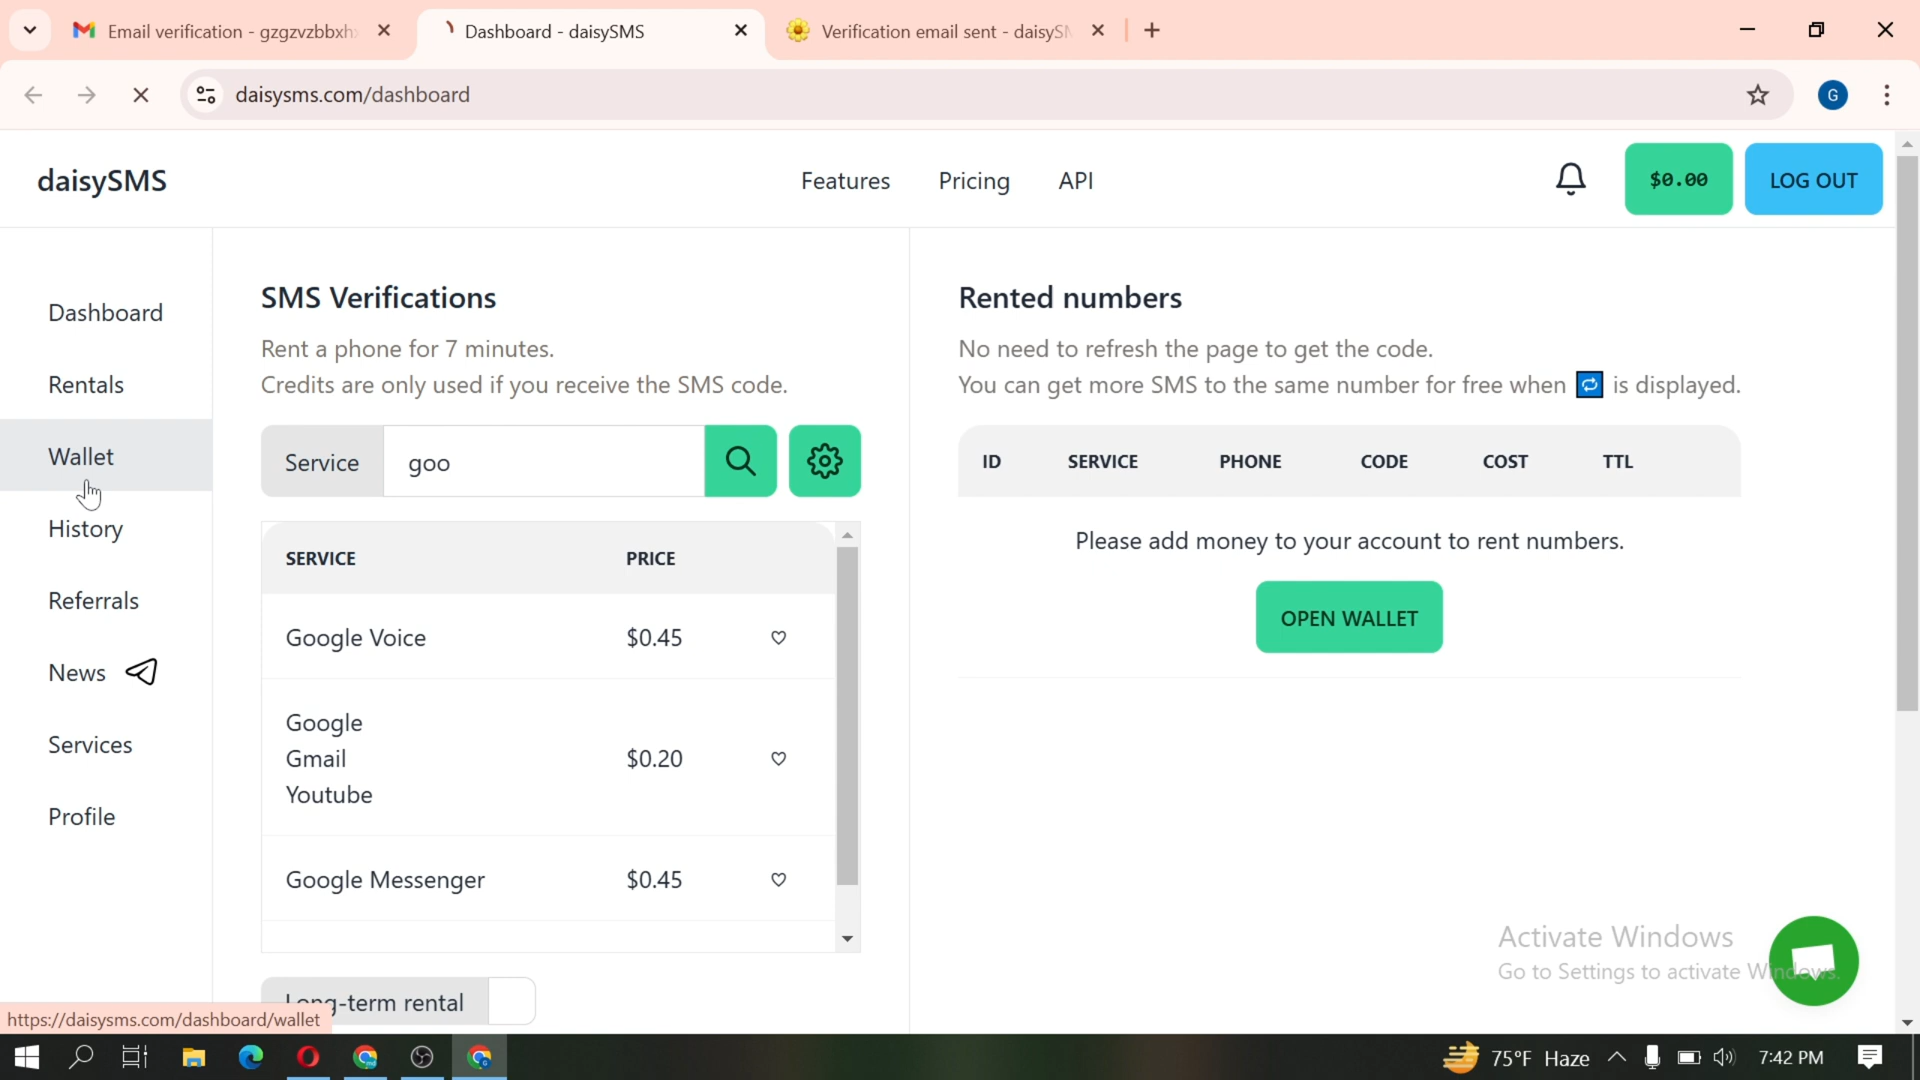 Email verification - gzgzvzbbxh
Dashboard - daisySMS
Verification email sent - daisySM
daisysms.com/dashboard
G
daisySMS
Features
Pricing
API
$0.00
LOG OUT
Dashboard
Rentals
Wallet
History
Referrals
News
Services
Profile
SMS Verifications
Rent a phone for 7 minutes.
Credits are only used if you receive the SMS code.
Service
goo
SERVICE
PRICE
Google Voice
$0.45
Google
Gmail
Youtube
$0.20
Google Messenger
$0.45
Long-term rental
Rented numbers
No need to refresh the page to get the code.
You can get more SMS to the same number for free when is displayed.
ID
SERVICE
PHONE
CODE
COST
TTL
Please add money to your account to rent numbers.
OPEN WALLET
Activate Windows
Go to Settings to activate Windows.
https://daisysms.com/dashboard/wallet
75°F Haze
7:42 PM